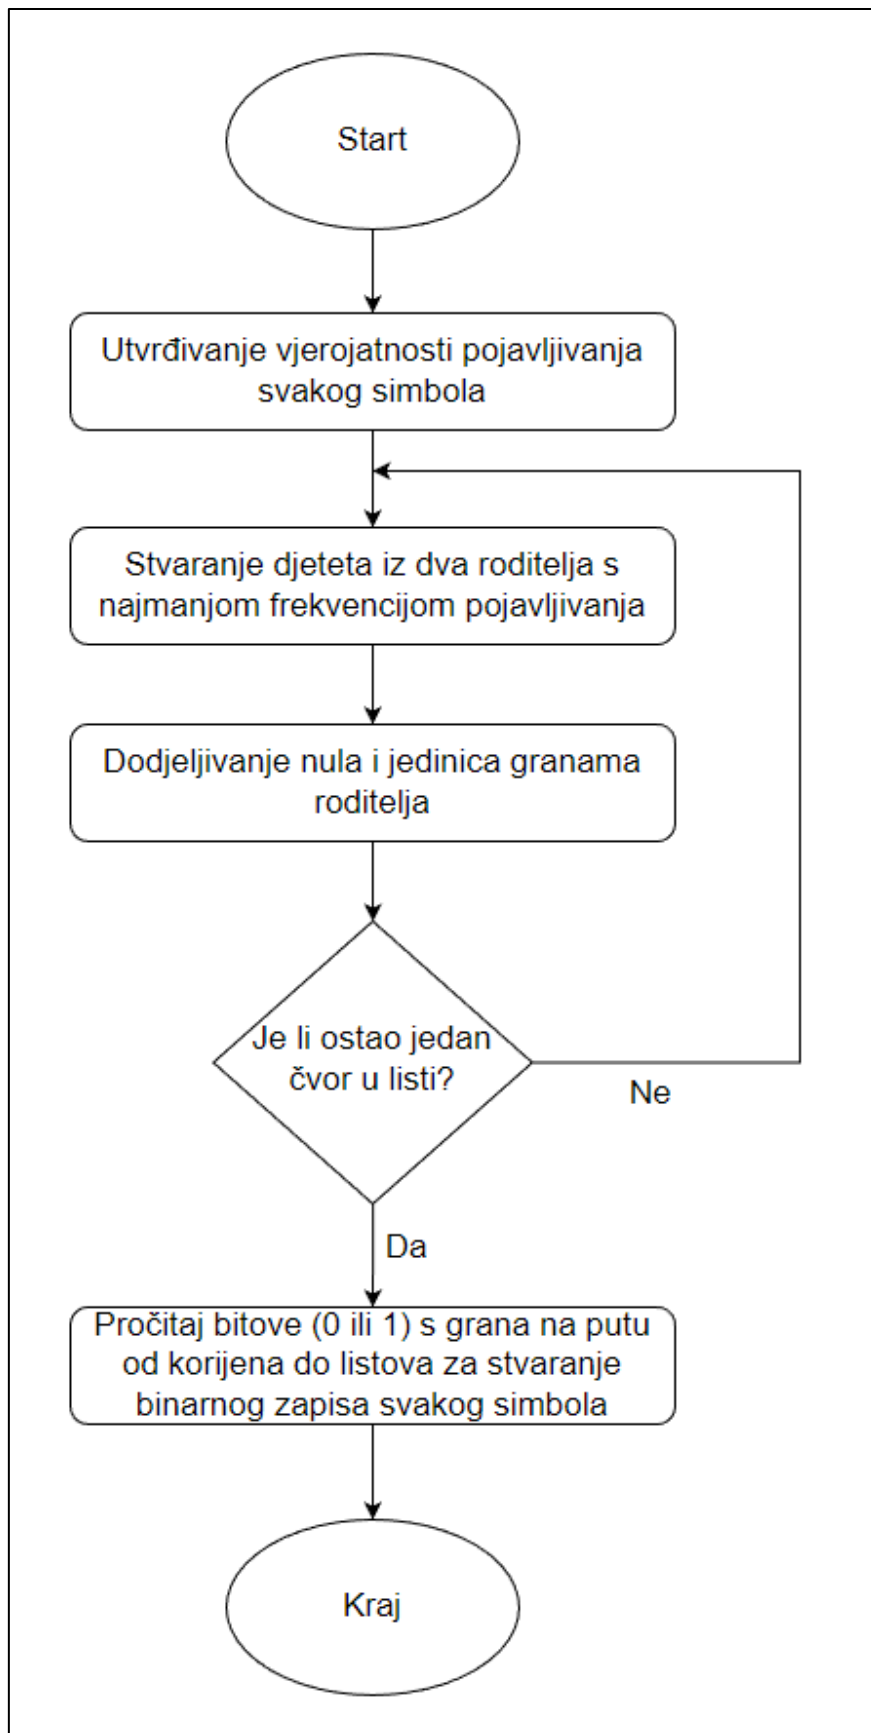 Start
Utvrđivanje vjerojatnosti pojavljivanja
svakog simbola
Stvaranje djeteta iz dva roditelja s
najmanjom frekvencijom pojavljivanja
Dodjeljivanje nula i jedinica granama
roditelja
Je li ostao jedan
čvor u listi?
Ne
Da
Pročitaj bitove (0 ili 1) s grana na putu
od korijena do listova za stvaranje
binarnog zapisa svakog simbola
Kraj